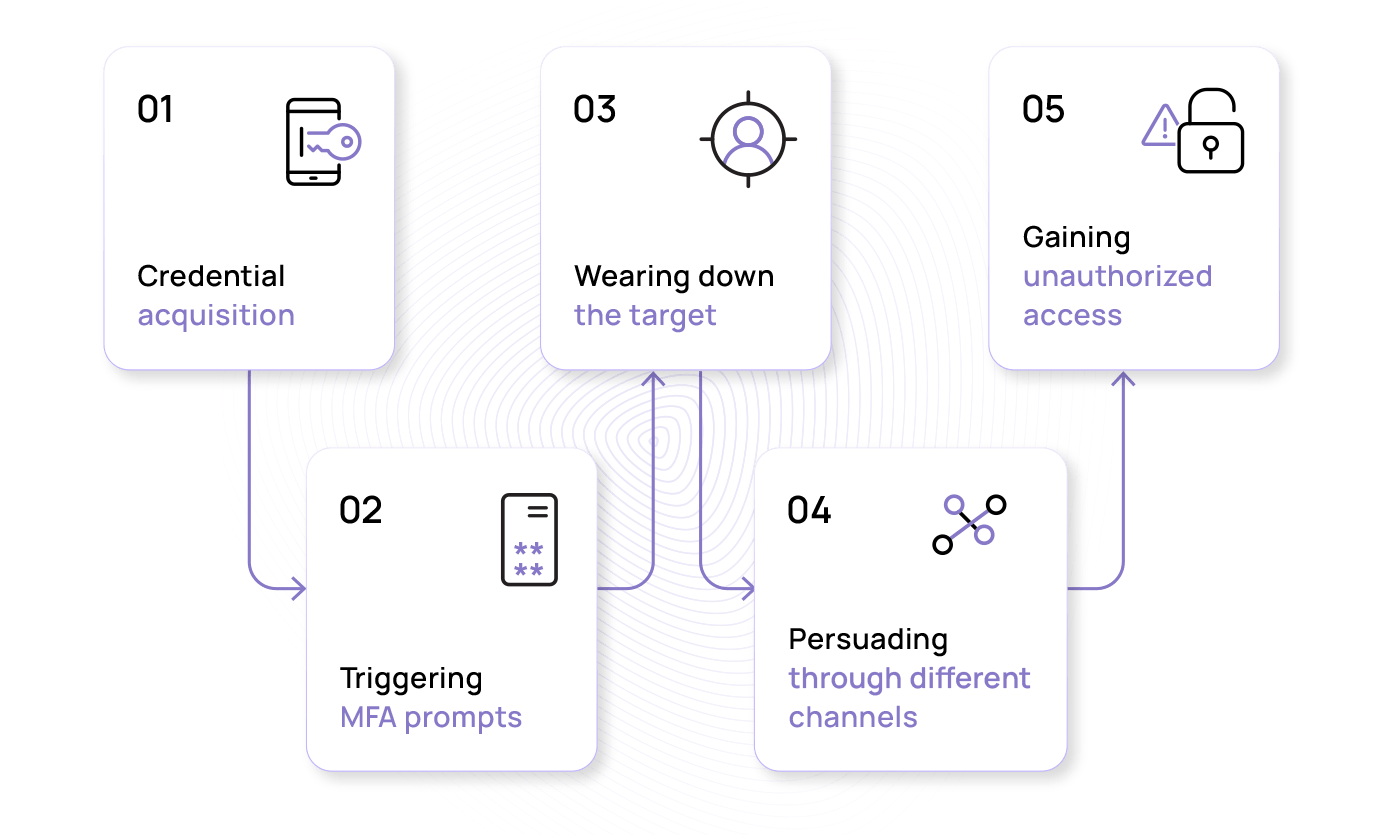 01
Credential
acquisition
02
**
**
Triggering
MFA prompts
03
Wearing down
the target
04
Persuading
through different
channels
05
Gaining
unauthorized
access